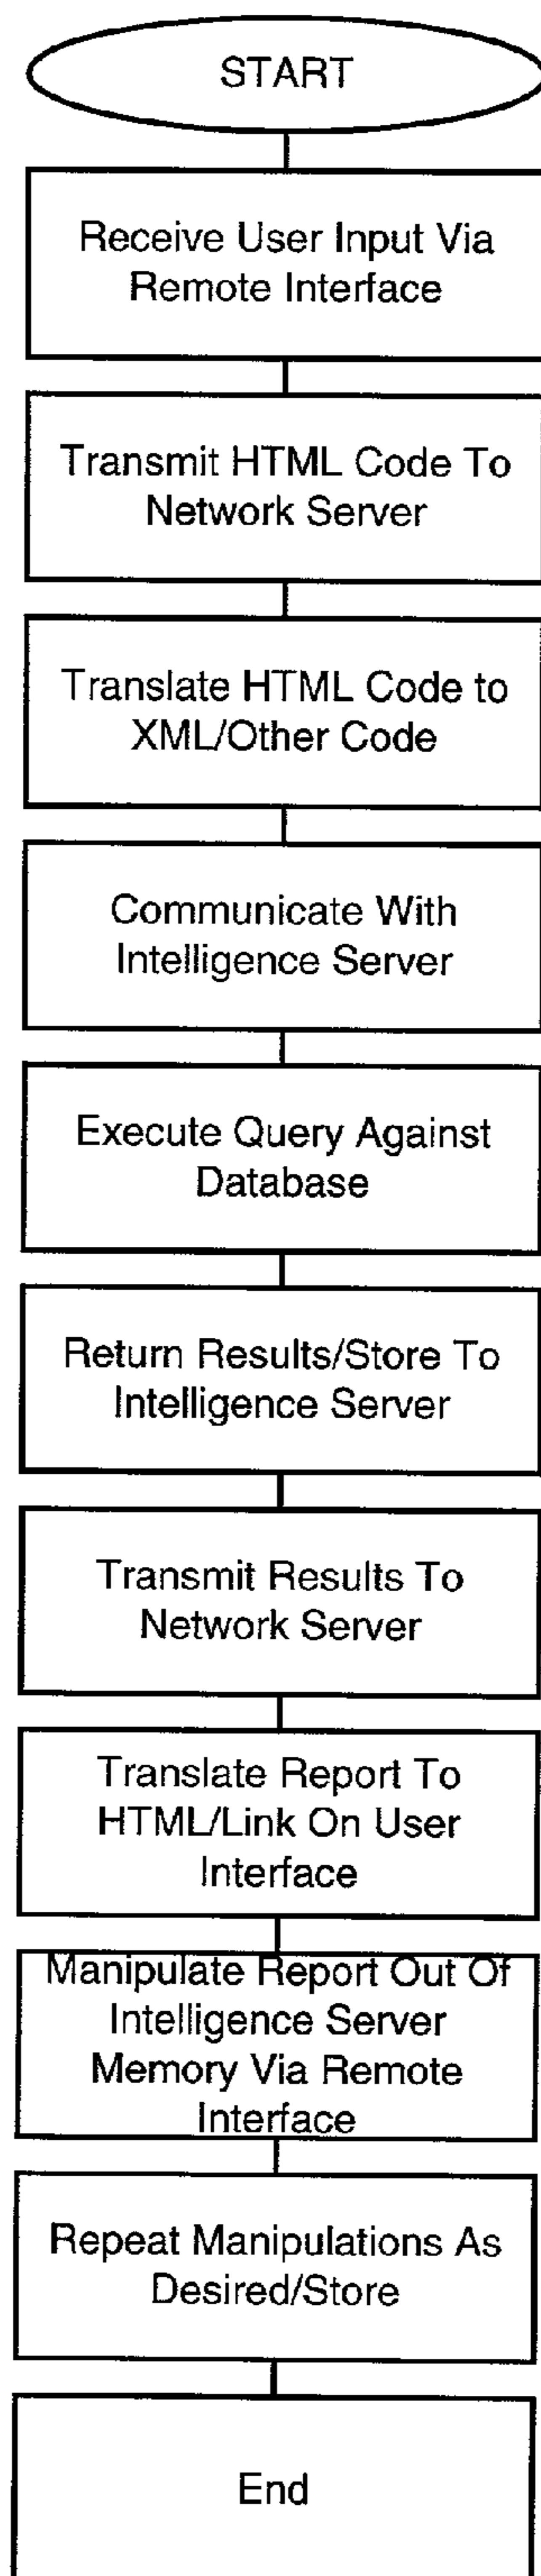 START
Receive User Input Via
Remote Interface
Transmit HTML Code To
Network Server
Translate HTML Code to
XML/Other Code
Communicate With
Intelligence Server
Execute Query Against
Database
Return Results/Store To
Intelligence Server
Transmit Results To
Network Server
Translate Report To
HTML/Link On User
Interface
Manipulate Report Out Of
Intelligence Server
Memory Via Remote
Interface
Repeat Manipulations As
Desired/Store
End